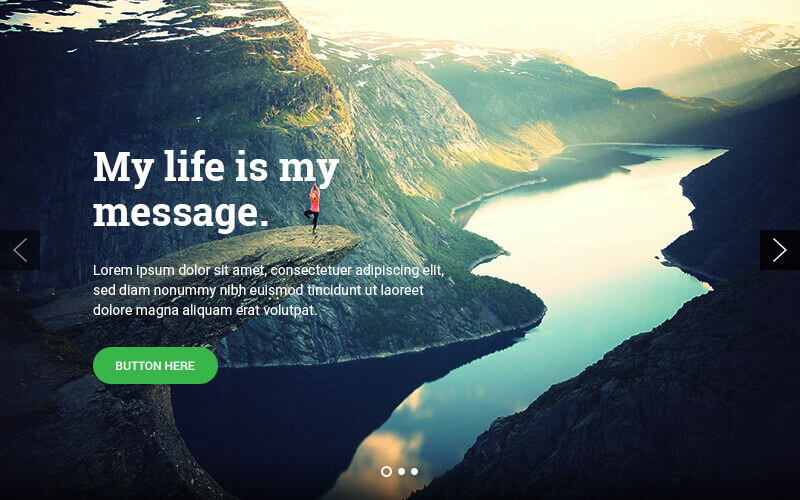 My life is my
message.
Lorem ipsum dolor sit amet, consectetuer adipiscing elit,
sed diam nonummy nibh euismod tincidunt ut laoreet
dolore magna aliquam erat volutpat.
BUTTON HERE